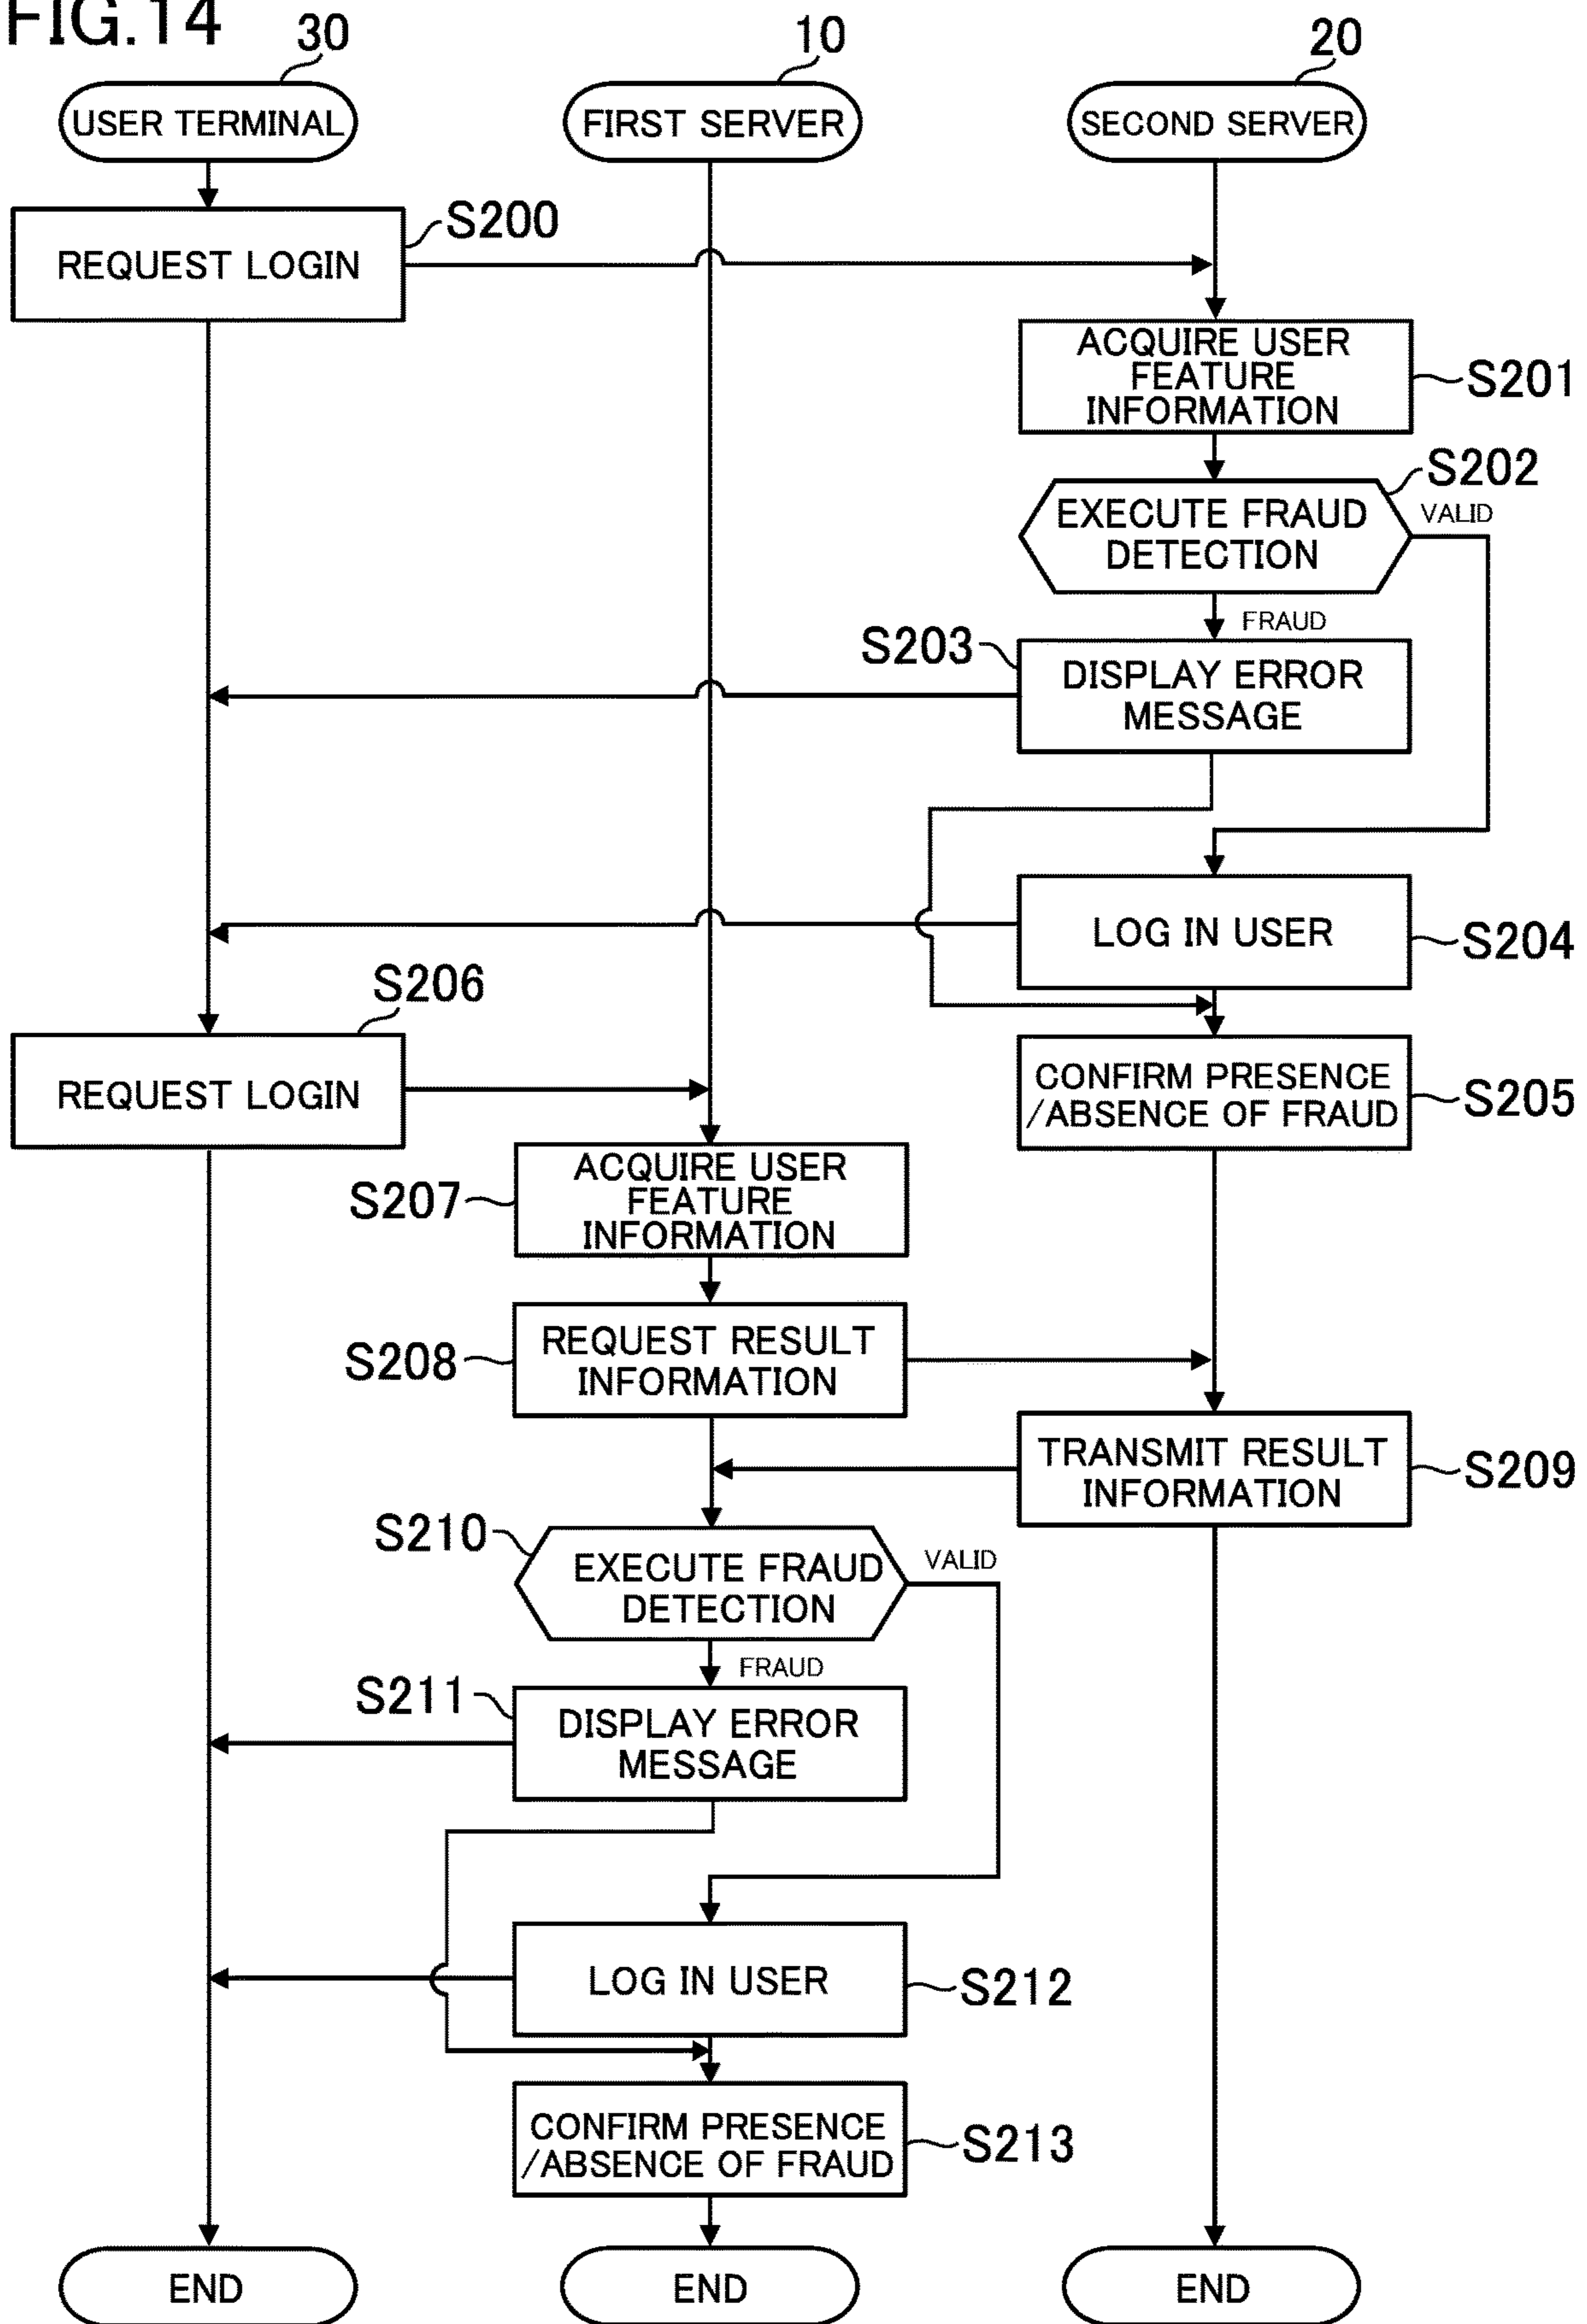 FIG.14
30
10
20
USER TERMINAL
FIRST SERVER
SECOND SERVER
S200
REQUEST LOGIN
ACQUIRE USER
FEATURE
INFORMATION
S201
S202
EXECUTE FRAUD
DETECTION
VALID
FRAUD
S203
DISPLAY ERROR
MESSAGE
LOG IN USER
S204
S206
REQUEST LOGIN
CONFIRM PRESENCE
/ABSENCE OF FRAUD
S205
S207
ACQUIRE USER
FEATURE
INFORMATION
S208
REQUEST RESULT
INFORMATION
TRANSMIT RESULT
INFORMATION
S209
S210
EXECUTE FRAUD
DETECTION
VALID
FRAUD
S211
DISPLAY ERROR
MESSAGE
LOG IN USER
S212
CONFIRM PRESENCE
/ABSENCE OF FRAUD
S213
END
END
END